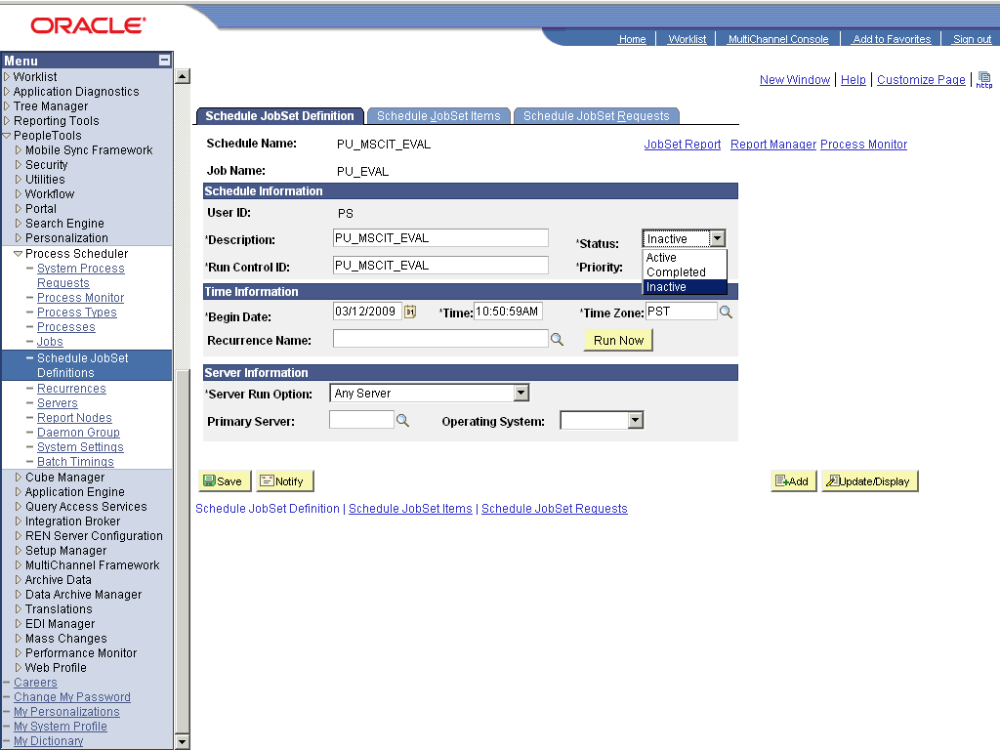 ORACLE®
Home Worklist MultiChannel Console Add to Favorites Sign out
Menu
Worklist
Application Diagnostics
Tree Manager
Reporting Tools
PeopleTools
Mobile Sync Framework
Security
Utilities
Workflow
Portal
Search Engine
Personalization
Process Scheduler
System Process
Requests
Process Monitor
Process Types
Processes
Jobs
Schedule JobSet
Definitions
Recurrences
Servers
Report Nodes
Daemon Group
System Settings
Batch Timings
Cube Manager
Application Engine
Query Access Services
Integration Broker
REN Server Configuration
Setup Manager
MultiChannel Framework
Archive Data
Data Archive Manager
Translations
EDI Manager
Mass Changes
Performance Monitor
Web Profile
Careers
Change My Password
My Personalizations
My System Profile
My Dictionary
New Window | Help | Customize Page | http
Schedule JobSet Definition Schedule JobSet Items Schedule JobSet Requests
Schedule Name: PU_MSCIT_EVAL JobSet Report Report Manager Process Monitor
Job Name: PU_EVAL
Schedule Information
User ID: PS
*Description: PU_MSCIT_EVAL *Status: Inactive
*Run Control ID: PU_MSCIT_EVAL *Priority:
Active
Completed
Inactive
Time Information
*Begin Date: 03/12/2009 31 *Time: 10:50:59AM *Time Zone: PST
Recurrence Name: Run Now
Server Information
*Server Run Option: Any Server
Primary Server: Operating System:
Save Notify Add Update/Display
Schedule JobSet Definition | Schedule JobSet Items | Schedule JobSet Requests